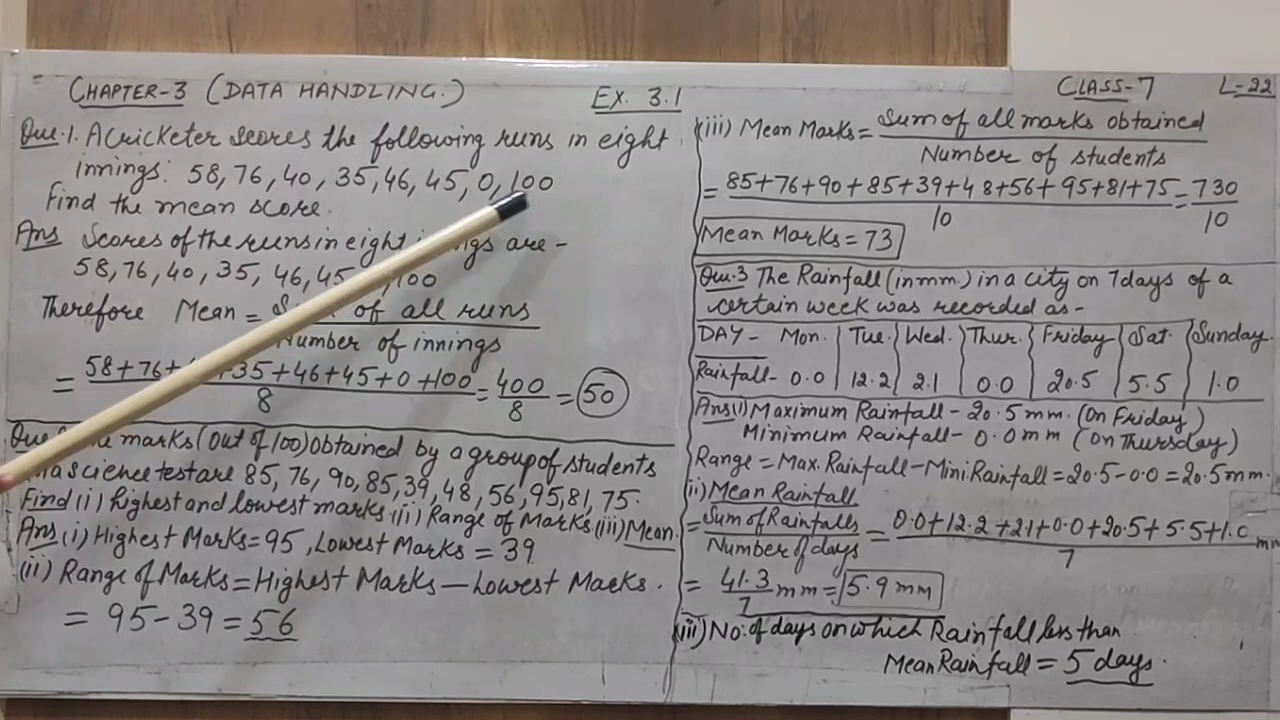 CHAPTER-3 (DATA HANDLING.)
EX. 3.1
Que.1. A Cricketer scores the following runs in eight
innings: 58, 76, 40, 35, 46, 45, 0, 100
Find the mean score.
Ans Scores of the runs in eight are -
58, 76, 40, 35, 46, 45 , 100
Therefore Mean = of all runs
Number of innings
= 58+76+ +35+46+45+0+100 = 400 = 50
8 8
the marks (out of 100) obtained by a group of students
a science test are 85, 76, 90, 85, 39, 48, 56, 95, 81, 75.
Find (i) Highest and lowest marks (ii) Range of Marks (iii) Mean.
Ans (i) Highest Marks = 95, Lowest Marks = 39
(ii) Range of Marks = Highest Marks — Lowest Marks.
= 95 - 39 = 56
CLASS-7 L-22
(iii) Mean Marks = Sum of all marks obtained
Number of students
= 85+76+90+85+39+48+56+95+81+75 = 730
10 10
Mean Marks = 73
Que.3 The Rainfall (in mm.) in a city on 7 days of a
certain week was recorded as -
DAY - Mon. Tue. Wed. Thur. Friday Sat. Sunday.
Rainfall - 0.0 12.2 2.1 0.0 20.5 5.5 1.0
Ans (i) Maximum Rainfall - 20.5 mm. (On Friday)
Minimum Rainfall - 0.0 mm (On Thursday)
Range = Max. Rainfall - Mini. Rainfall = 20.5 - 0.0 = 20.5 mm.
(ii) Mean Rainfall
= Sum of Rainfalls = 0.0+12.2+2.1+0.0+20.5+5.5+1.0 mm
Number of days 7
= 41.3 mm = 5.9 mm
7
(iii) No: of days on which Rainfall less than
Mean Rainfall = 5 days.